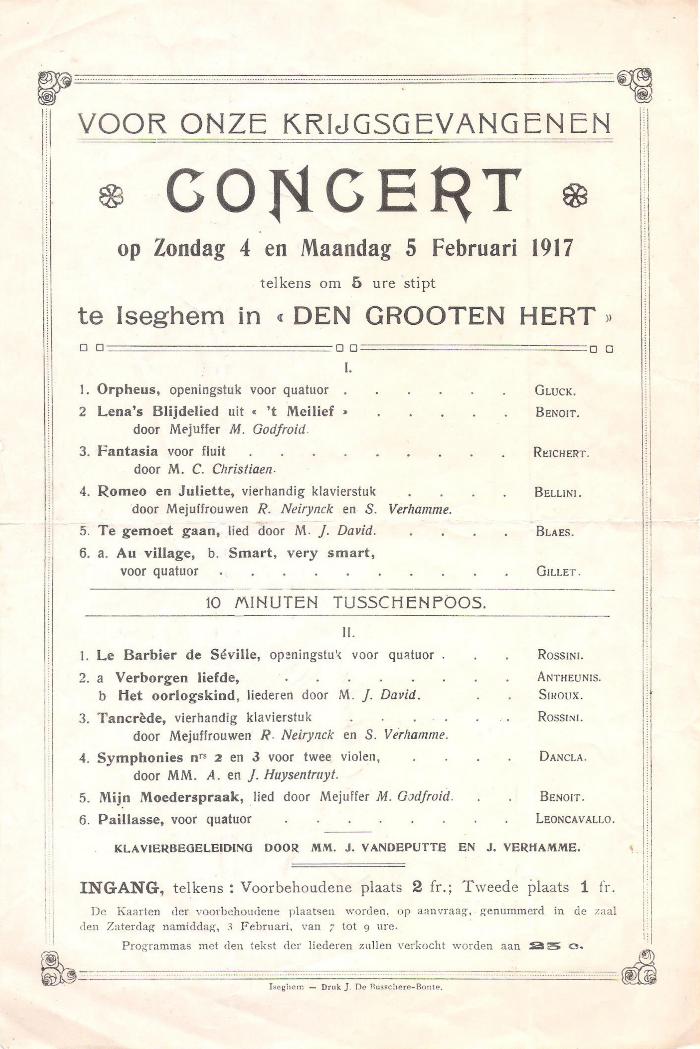 VOOR ONZE KRIJGSGEVANGENEN
CONCERT
op Zondag 4 en Maandag 5 Februari 1917
telkens om 5 ure stipt
te Iseghem in « DEN GROOTEN HERT »
I.
1. Orpheus, openingstuk voor quatuor . . . . . . GLUCK.
2 Lena's Blijdelied uit « 't Meilief » . . . . . BENOIT.
door Mejuffer M. Godfroid.
3. Fantasia voor fluit . . . . . . . . . REICHERT.
door M. C. Christiaen.
4. Romeo en Juliette, vierhandig klavierstuk . . . . BELLINI.
door Mejuffrouwen R. Neirynck en S. Verhamme.
5. Te gemoet gaan, lied door M. J. David. . . . . BLAES.
6. a. Au village, b. Smart, very smart,
voor quatuor . . . . . . . . . . GILLET.
10 MINUTEN TUSSCHENPOOS.
II.
1. Le Barbier de Séville, openingstuk voor quatuor . . . ROSSINI.
2. a Verborgen liefde, . . . . . . . . ANTHEUNIS.
b Het oorlogskind, liederen door M. J. David. . . SIROUX.
3. Tancrède, vierhandig klavierstuk . . . . . . ROSSINI.
door Mejuffrouwen R. Neirynck en S. Verhamme.
4. Symphonies nrs 2 en 3 voor twee violen, . . . . DANCLA.
door MM. A. en J. Huysentruyt.
5. Mijn Moederspraak, lied door Mejuffer M. Godfroid. . . BENOIT.
6. Paillasse, voor quatuor . . . . . . . LEONCAVALLO.
KLAVIERBEGELEIDING DOOR MM. J. VANDEPUTTE EN J. VERHAMME.
INGANG, telkens : Voorbehoudene plaats 2 fr.; Tweede plaats 1 fr.
De Kaarten der voorbehoudene plaatsen worden, op aanvraag, genummerd in de zaal
den Zaterdag namiddag, 3 Februari, van 7 tot 9 ure.
Programmas met den tekst der liederen zullen verkocht worden aan 25 c.
Iseghem — Druk J. De Busschere-Bonte.